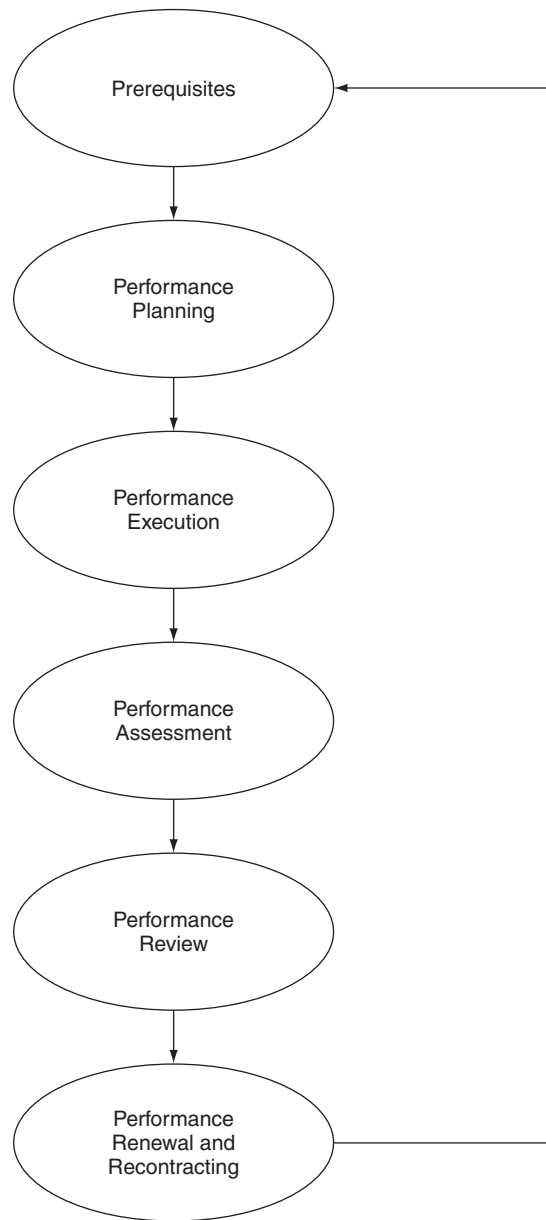 Prerequisites
Performance
Planning
Performance
Execution
Performance
Assessment
Performance
Review
Performance
Renewal and
Recontracting